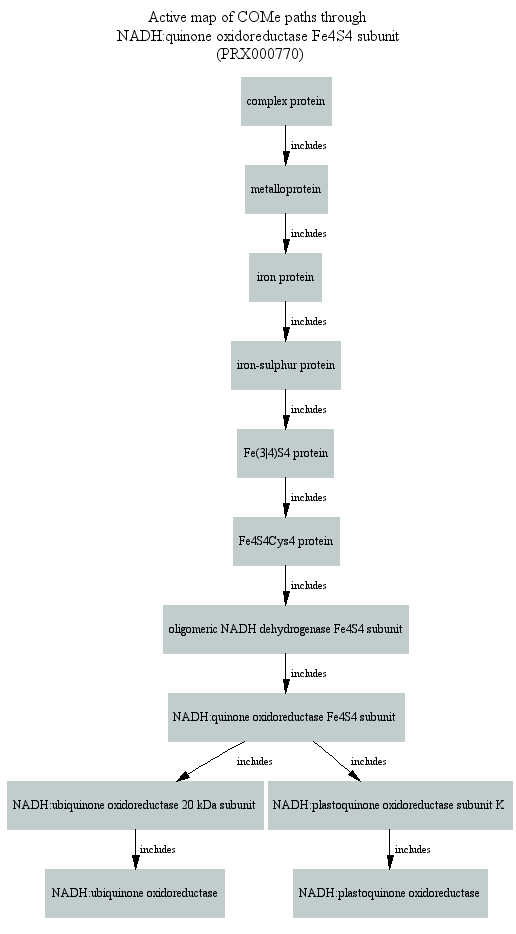 Active map of COMe paths through
NADH:quinone oxidoreductase Fe4S4 subunit
(PRX000770)
complex protein
includes
metalloprotein
includes
iron protein
includes
iron-sulphur protein
includes
Fe(3|4)S4 protein
includes
Fe4S4Cys4 protein
includes
oligomeric NADH dehydrogenase Fe4S4 subunit
includes
NADH:quinone oxidoreductase Fe4S4 subunit
includes includes
NADH:ubiquinone oxidoreductase 20 kDa subunit NADH:plastoquinone oxidoreductase subunit K
includes includes
NADH:ubiquinone oxidoreductase NADH:plastoquinone oxidoreductase